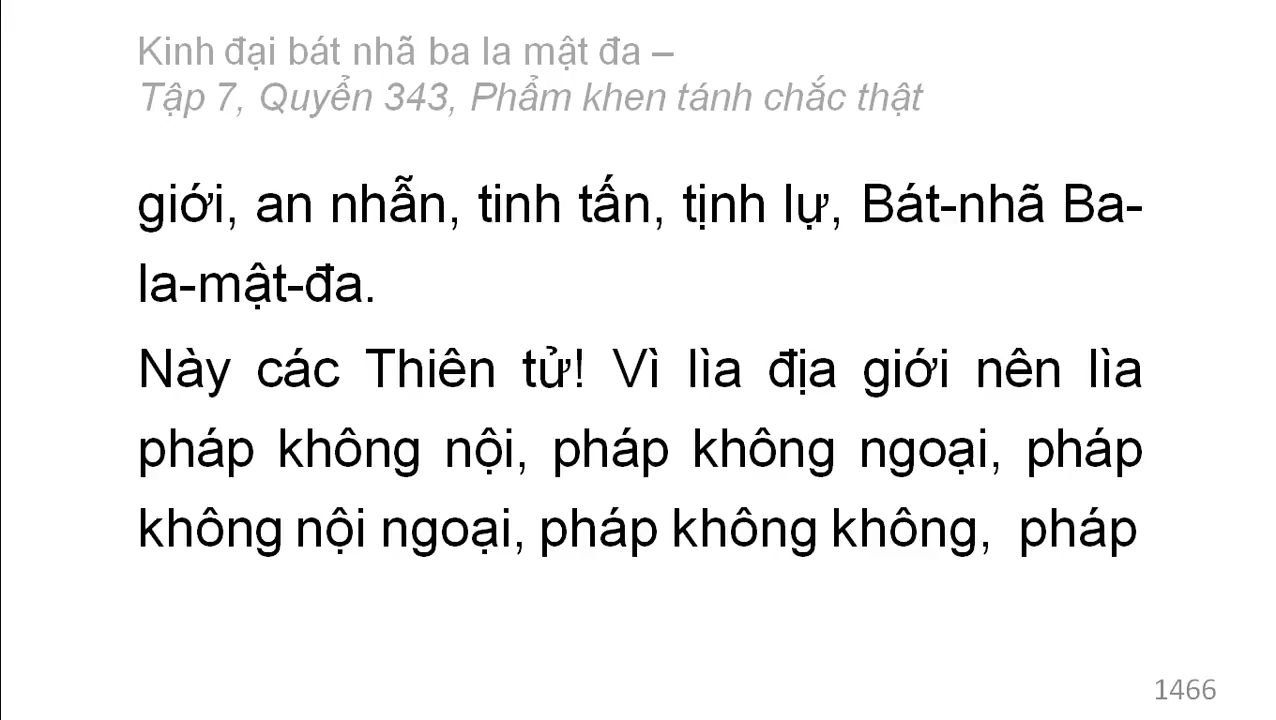 Kinh đại bát nhã ba la mật đa –
Tập 7, Quyển 343, Phẩm khen tánh chắc thật
giới, an nhẫn, tinh tấn, tịnh lự, Bát-nhã Ba-
la-mật-đa.
Này các Thiên tử! Vì lìa địa giới nên lìa
pháp không nội, pháp không ngoại, pháp
không nội ngoại, pháp không không, pháp
1466